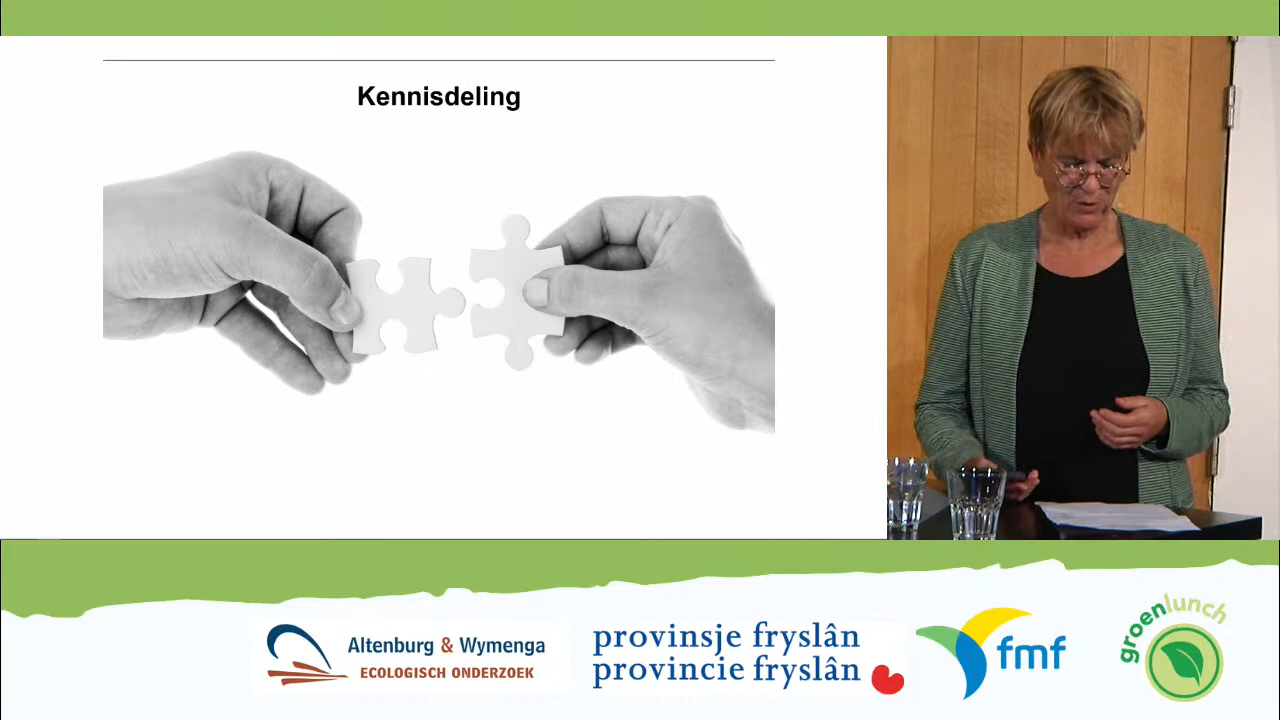 Kennisdeling
Altenburg & Wymenga
ECOLOGISCH ONDERZOEK
provinsje fryslân
provincie fryslân
fmf
groenlunch